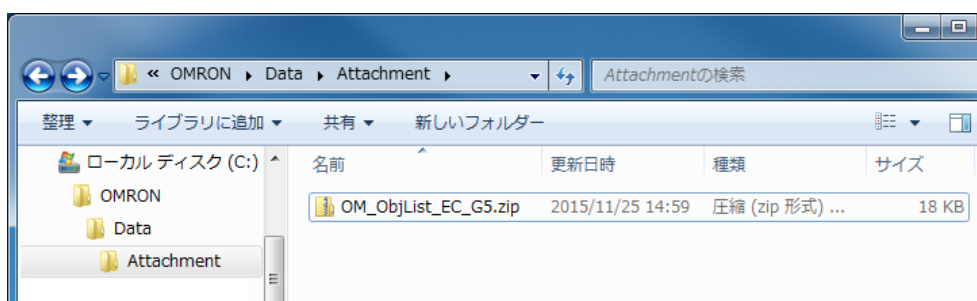 « OMRON ▸ Data ▸ Attachment ▸ Attachmentの検索
整理 ▼ ライブラリに追加 ▼ 共有 ▼ 新しいフォルダー
ローカル ディスク (C:) 名前 更新日時 種類 サイズ
OMRON OM_ObjList_EC_G5.zip 2015/11/25 14:59 圧縮 (zip 形式) ... 18 KB
Data
Attachment